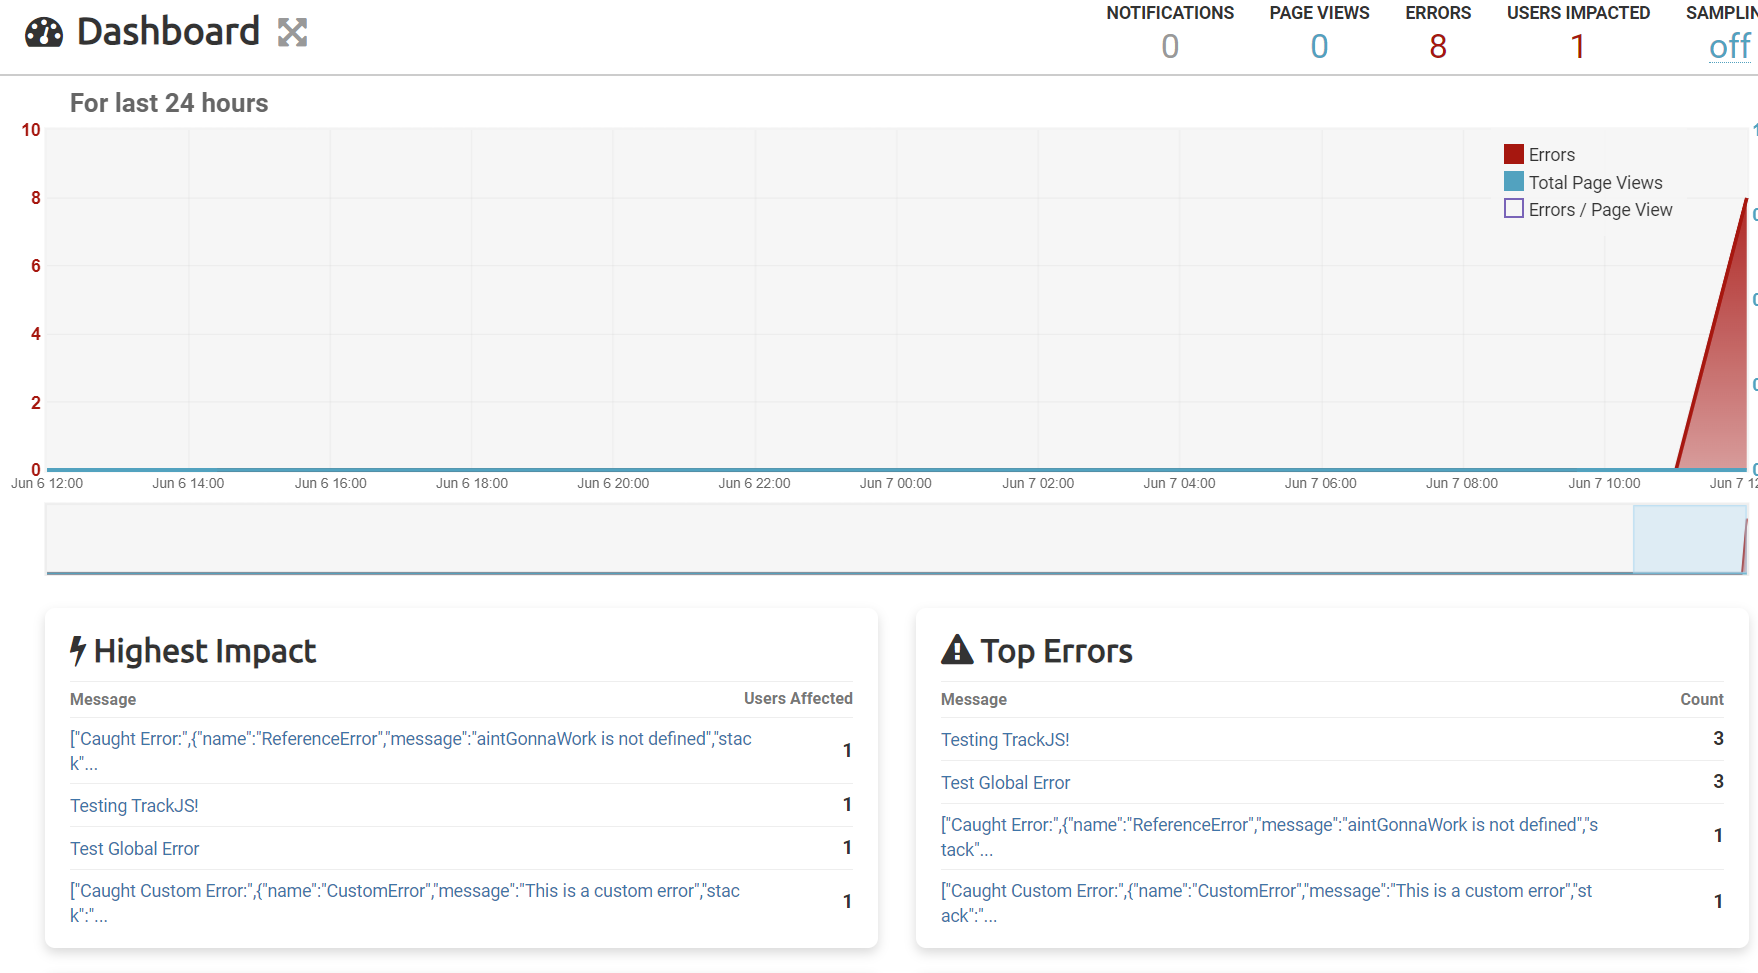 Dashboard
NOTIFICATIONS PAGE VIEWS ERRORS USERS IMPACTED
0 0 8 1 off
For last 24 hours
10
8
6
4
2
0
Errors
Total Page Views
Errors / Page View
Jun 6 12:00 Jun 6 14:00 Jun 6 16:00 Jun 6 18:00 Jun 6 20:00 Jun 6 22:00 Jun 7 00:00 Jun 7 02:00 Jun 7 04:00 Jun 7 06:00 Jun 7 08:00 Jun 7 10:00 Jun 7 12
Highest Impact
Message Users Affected
["Caught Error:",{"name":"ReferenceError","message":"aintGonnaWork is not defined","stac
k"... 1
Testing TrackJS! 1
Test Global Error 1
["Caught Custom Error:",{"name":"CustomError","message":"This is a custom error","stac
k":"... 1
Top Errors
Message Count
Testing TrackJS! 3
Test Global Error 3
["Caught Error:",{"name":"ReferenceError","message":"aintGonnaWork is not defined","s
tack"... 1
["Caught Custom Error:",{"name":"CustomError","message":"This is a custom error","st
ack":"... 1